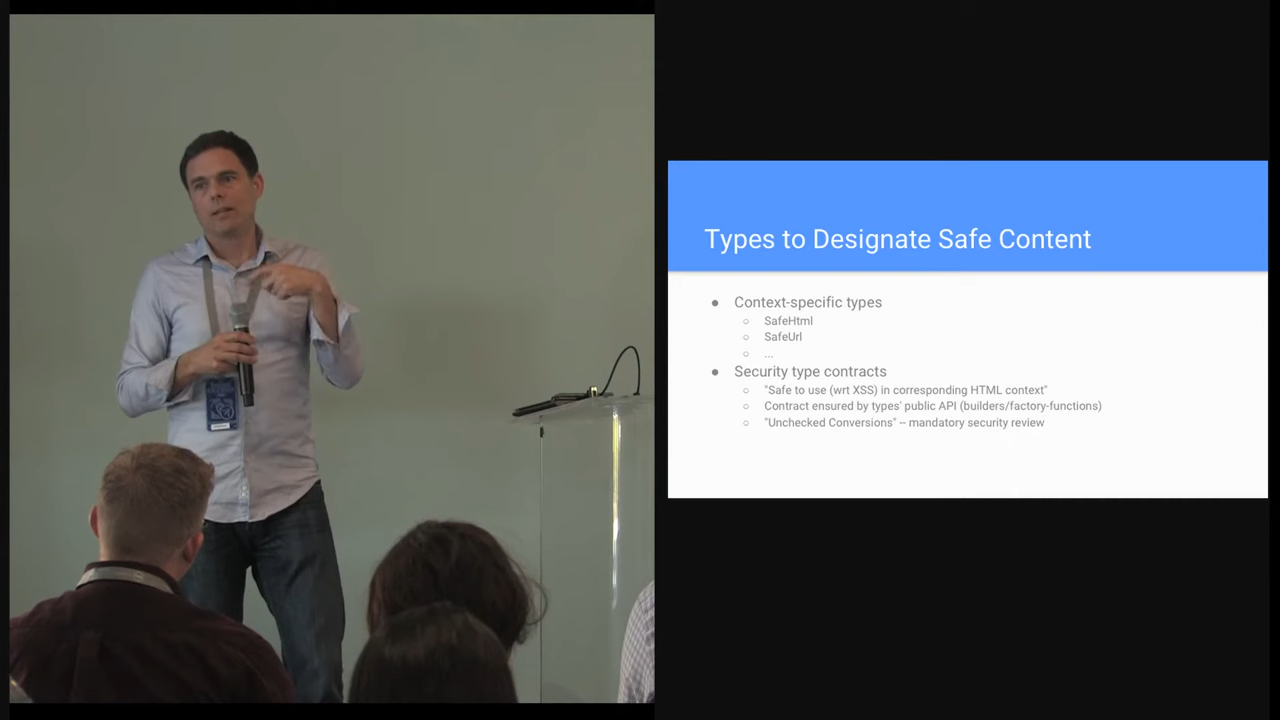 Types to Designate Safe Content
● Context-specific types
○ SafeHtml
○ SafeUrl
○ ...
● Security type contracts
○ "Safe to use (wrt XSS) in corresponding HTML context"
○ Contract ensured by types' public API (builders/factory-functions)
○ "Unchecked Conversions" -- mandatory security review